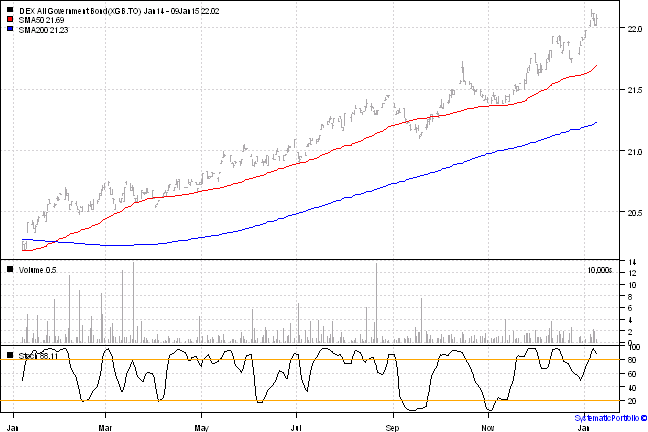 DEX All Government Bond(XGB.TO) Jan14 - 09Jan15 22.02
SMA50 21.69
SMA200 21.23
22.0
21.5
21.0
20.5
Volume 0.5
10,000s
14
12
10
8
6
4
2
0
Stoch 88.11
100
80
60
40
20
Jan Mar May Jul Sep Nov Jan
SystematicPortfolio ©